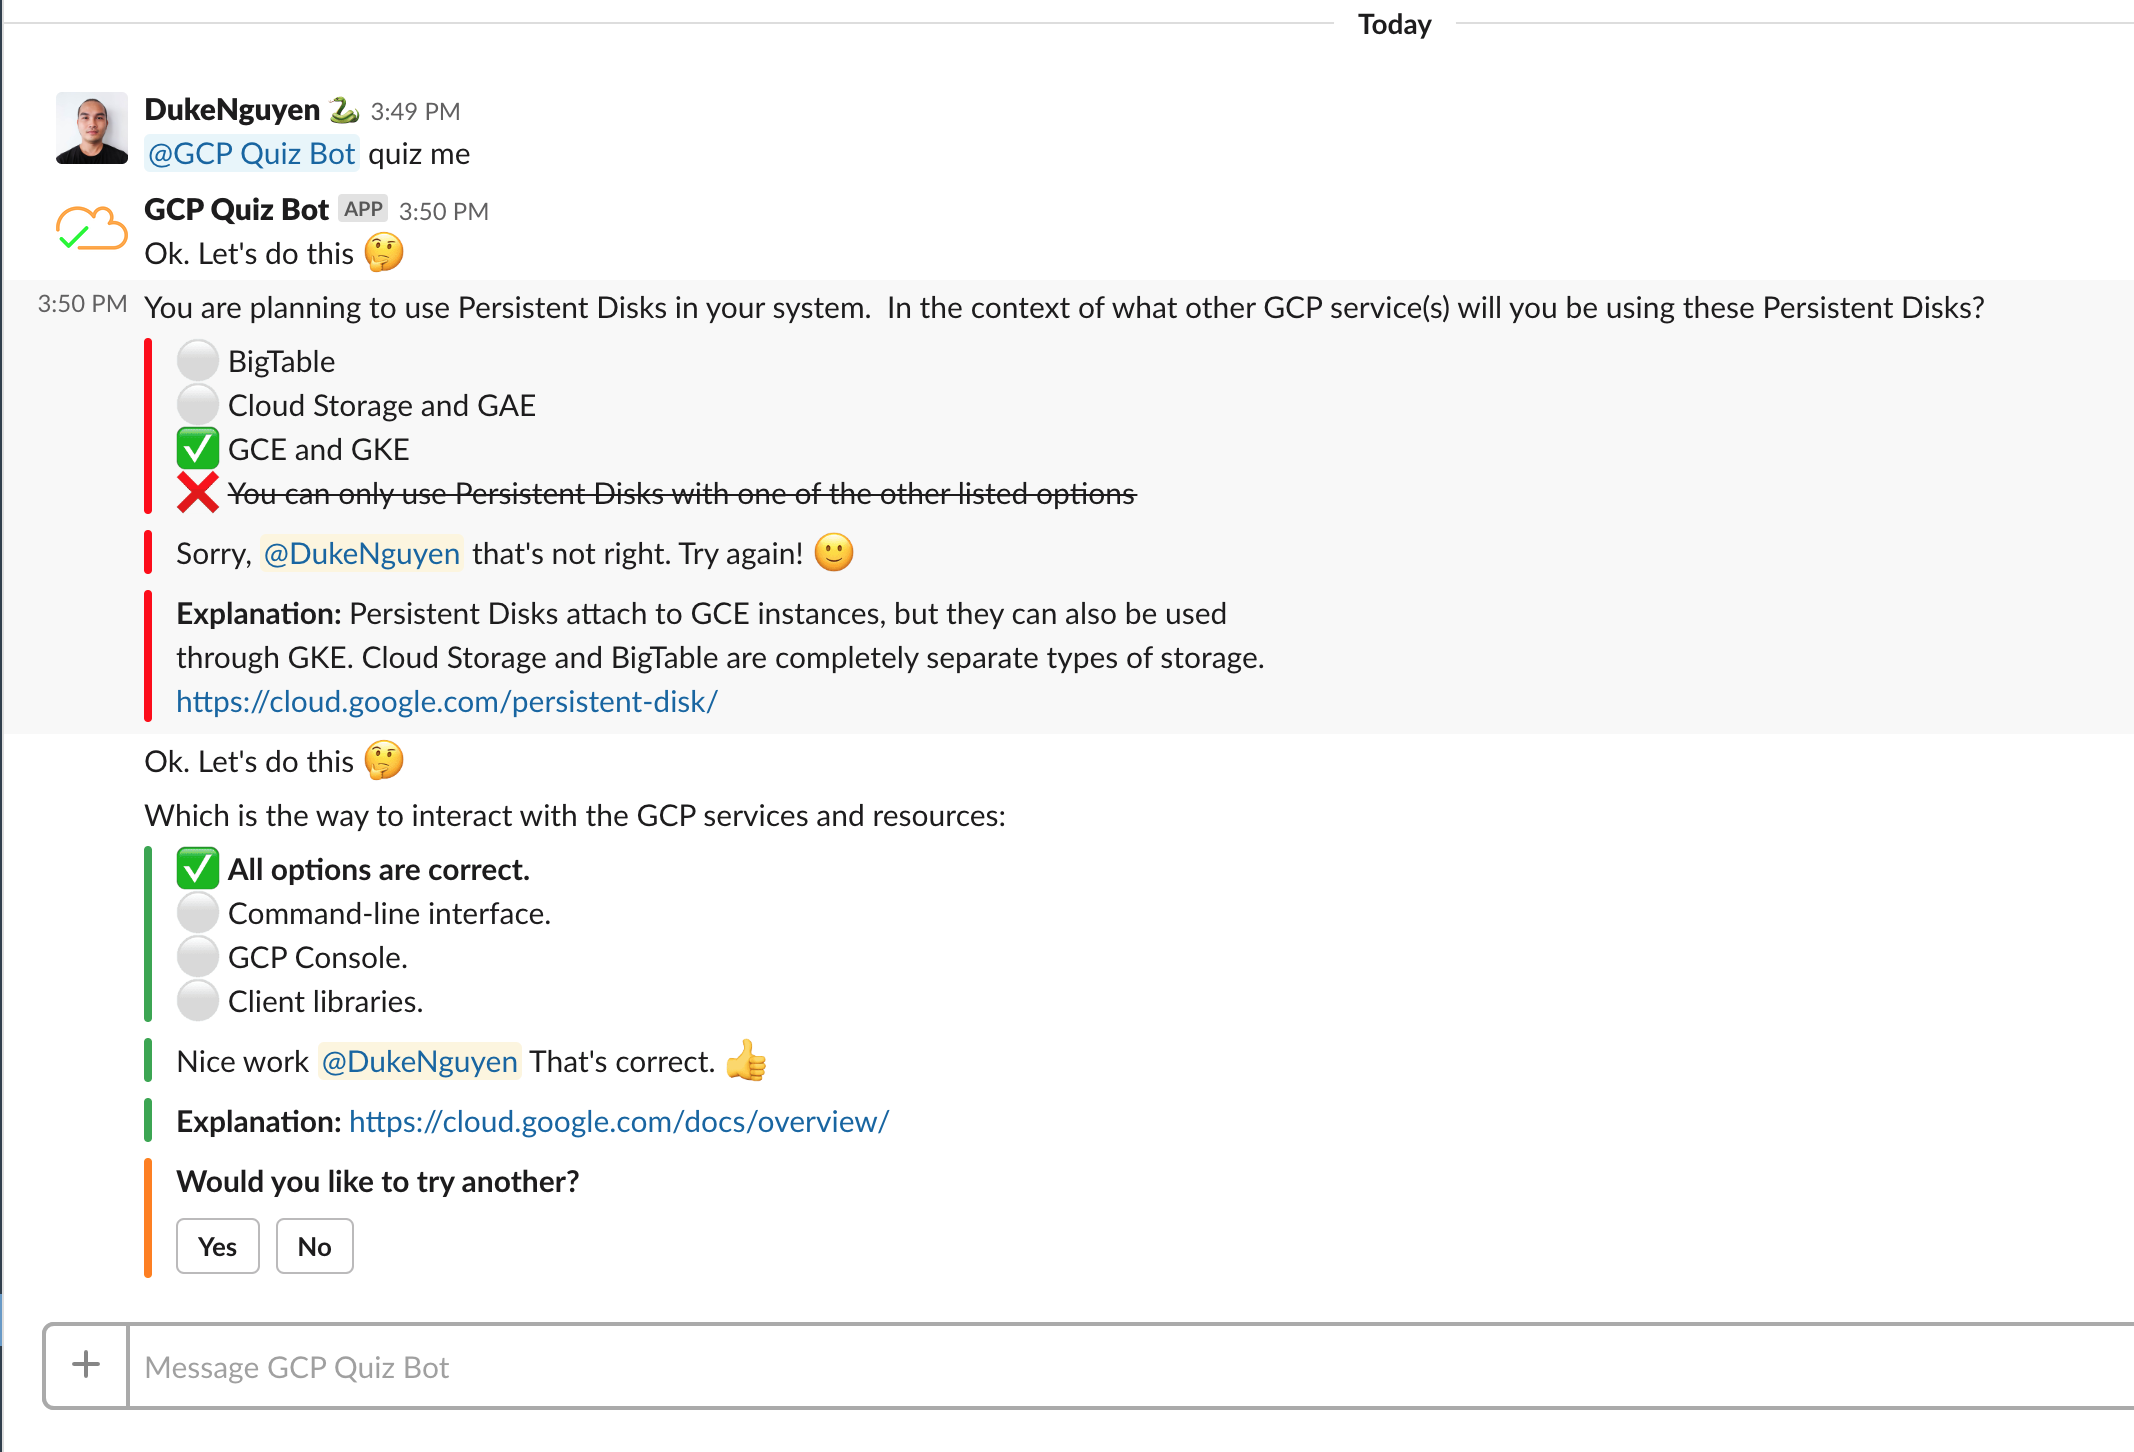 Today
DukeNguyen 3:49 PM
@GCP Quiz Bot quiz me
GCP Quiz Bot APP 3:50 PM
Ok. Let's do this
3:50 PM You are planning to use Persistent Disks in your system.  In the context of what other GCP service(s) will you be using these Persistent Disks?
BigTable
Cloud Storage and GAE
GCE and GKE
You can only use Persistent Disks with one of the other listed options
Sorry, @DukeNguyen that's not right. Try again!
Explanation: Persistent Disks attach to GCE instances, but they can also be used
through GKE. Cloud Storage and BigTable are completely separate types of storage.
https://cloud.google.com/persistent-disk/
Ok. Let's do this
Which is the way to interact with the GCP services and resources:
All options are correct.
Command-line interface.
GCP Console.
Client libraries.
Nice work @DukeNguyen That's correct.
Explanation: https://cloud.google.com/docs/overview/
Would you like to try another?
Yes No
+ Message GCP Quiz Bot